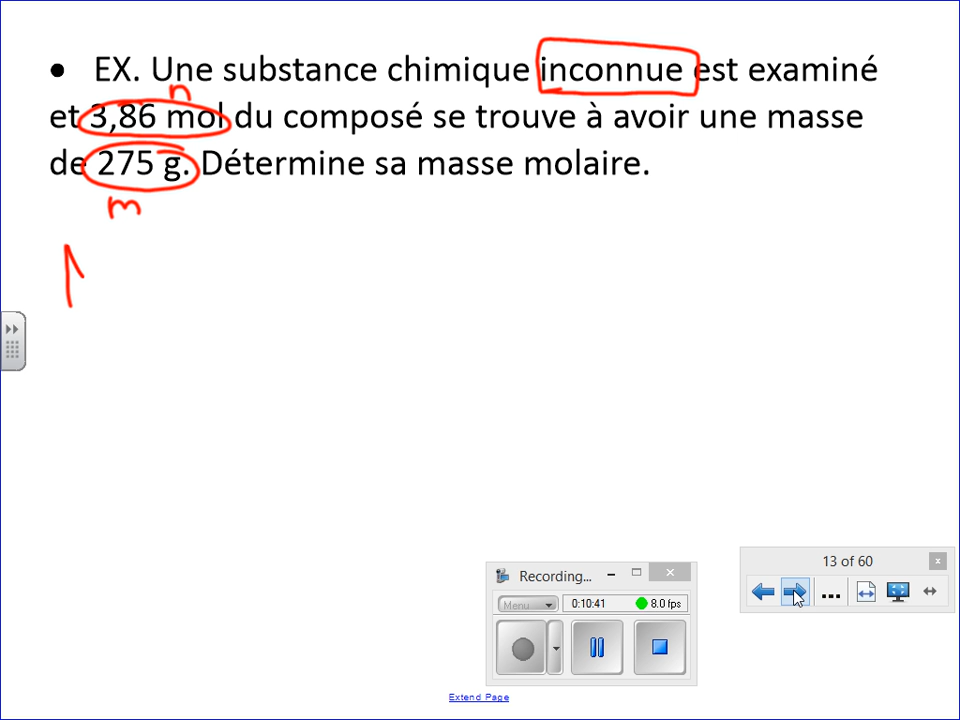 • EX. Une substance chimique inconnue est examiné
n
et 3,86 mol du composé se trouve à avoir une masse
de 275 g. Détermine sa masse molaire.
m
13 of 60
Recording...
Menu
0:10:41
8.0 fps
Extend Page